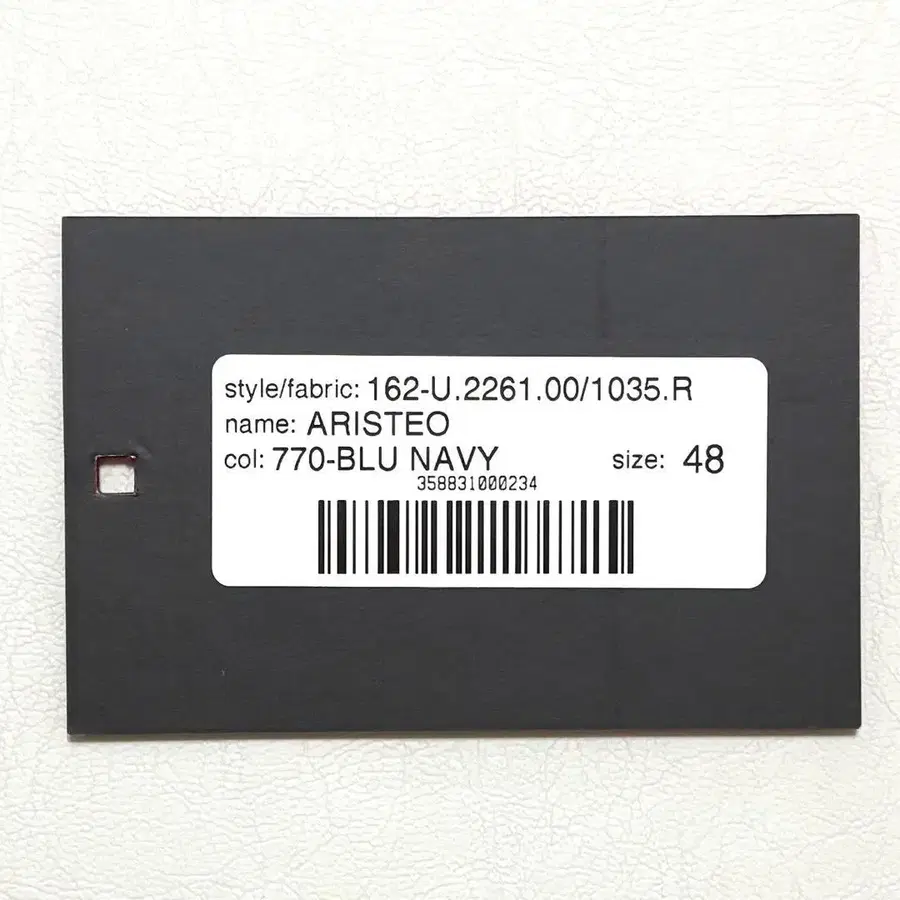 style/fabric: 162-U.2261.00/1035.R
name: ARISTEO
col: 770-BLU NAVY size: 48
358831000234